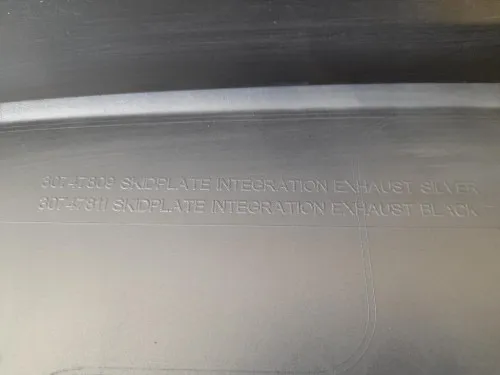 30747809 SKIDPLATE INTEGRATION EXHAUST SILVER
30747811 SKIDPLATE INTEGRATION EXHAUST BLACK